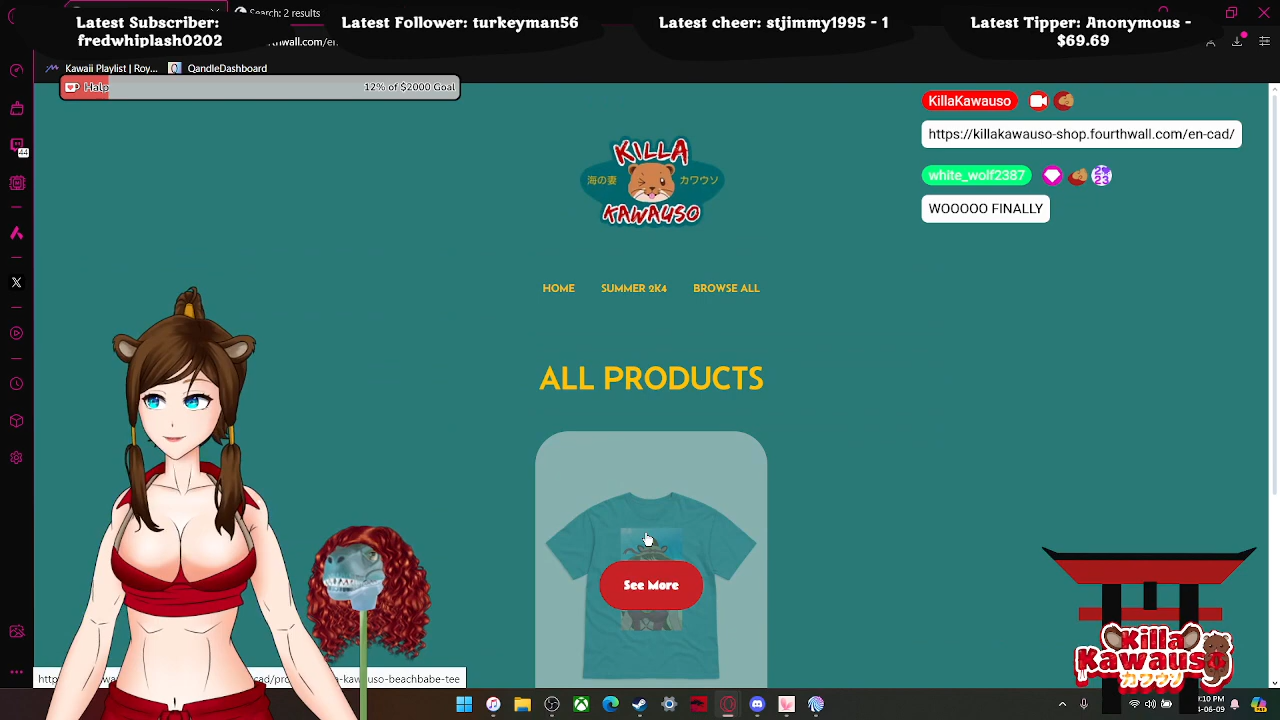 Latest Subscriber:
fredwhiplash0202
Latest Follower: turkeyman56
Latest cheer: stjimmy1995 - 1
Latest Tipper: Anonymous -
$69.69
Kawaii Playlist | Roy...
QandleDashboard
Halo
12% of $2000 Goal
44
KillaKawauso
https://killakawauso-shop.fourthwall.com/en-cad/
white_wolf2387
WOOOOO FINALLY
KILLA
海の妻 カワウソ
KAWAUSO
HOME
SUMMER 2K4
BROWSE ALL
ALL PRODUCTS
See More
Killa
Kawauso
カワウソ